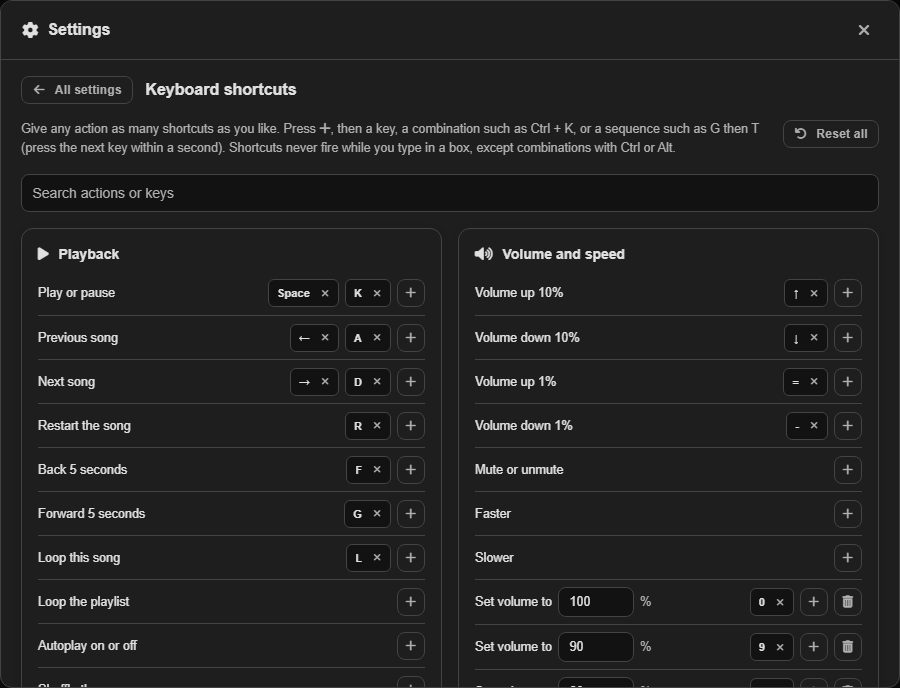 Settings
All settings
Keyboard shortcuts
Give any action as many shortcuts as you like. Press +, then a key, a combination such as Ctrl + K, or a sequence such as G then T
(press the next key within a second). Shortcuts never fire while you type in a box, except combinations with Ctrl or Alt.
Reset all
Search actions or keys
Playback
Play or pause Space × K × +
Previous song ← × A × +
Next song → × D × +
Restart the song R × +
Back 5 seconds F × +
Forward 5 seconds G × +
Loop this song L × +
Loop the playlist +
Autoplay on or off +
Volume and speed
Volume up 10% ↑ × +
Volume down 10% ↓ × +
Volume up 1% = × +
Volume down 1% - × +
Mute or unmute +
Faster +
Slower +
Set volume to 100 % 0 × +
Set volume to 90 % 9 × +